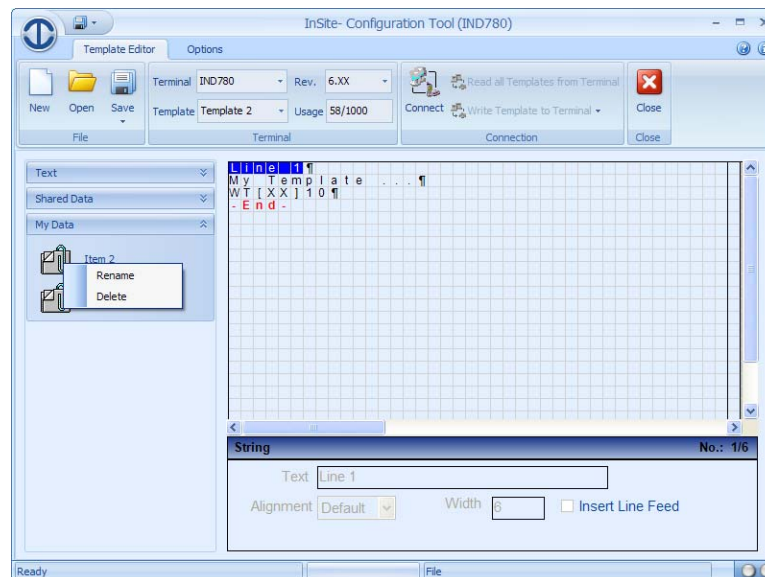 InSite- Configuration Tool (IND780)
Template Editor Options
New Open Save
File
Terminal IND780 Rev. 6.XX
Template Template 2 Usage 58/1000
Terminal
Connect Read all Templates from Terminal
Write Template to Terminal
Connection
Close
Close
Text
Shared Data
My Data
Item 2
Rename
Delete
Line 1¶
My Template ...¶
WT[XX]10¶
-End-
String No.: 1/6
Text Line 1
Alignment Default Width 6 Insert Line Feed
Ready File